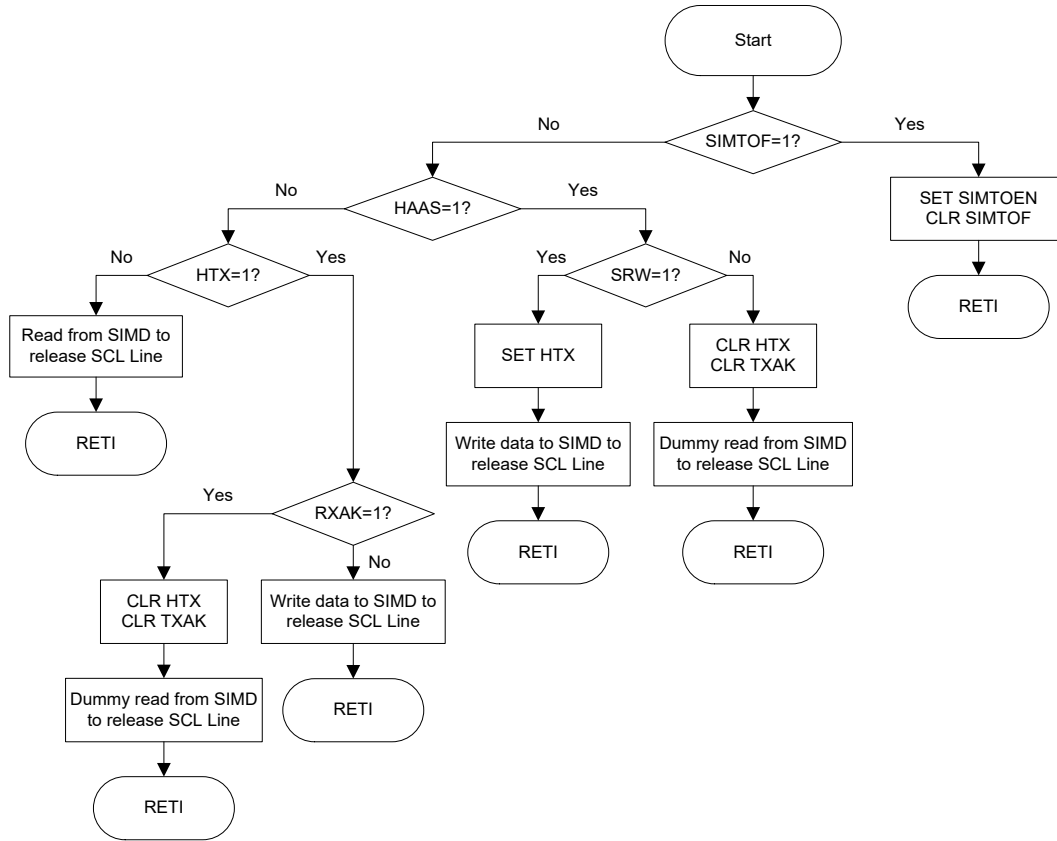 Start
No
SIMTOF=1?
Yes
No
HAAS=1?
Yes
SET SIMTOEN
CLR SIMTOF
No
HTX=1?
Yes
Yes
SRW=1?
No
RETI
Read from SIMD to
release SCL Line
SET HTX
CLR HTX
CLR TXAK
RETI
Write data to SIMD to
release SCL Line
Dummy read from SIMD
to release SCL Line
Yes
RXAK=1?
No
RETI
RETI
CLR HTX
CLR TXAK
Write data to SIMD to
release SCL Line
Dummy read from SIMD
to release SCL Line
RETI
RETI